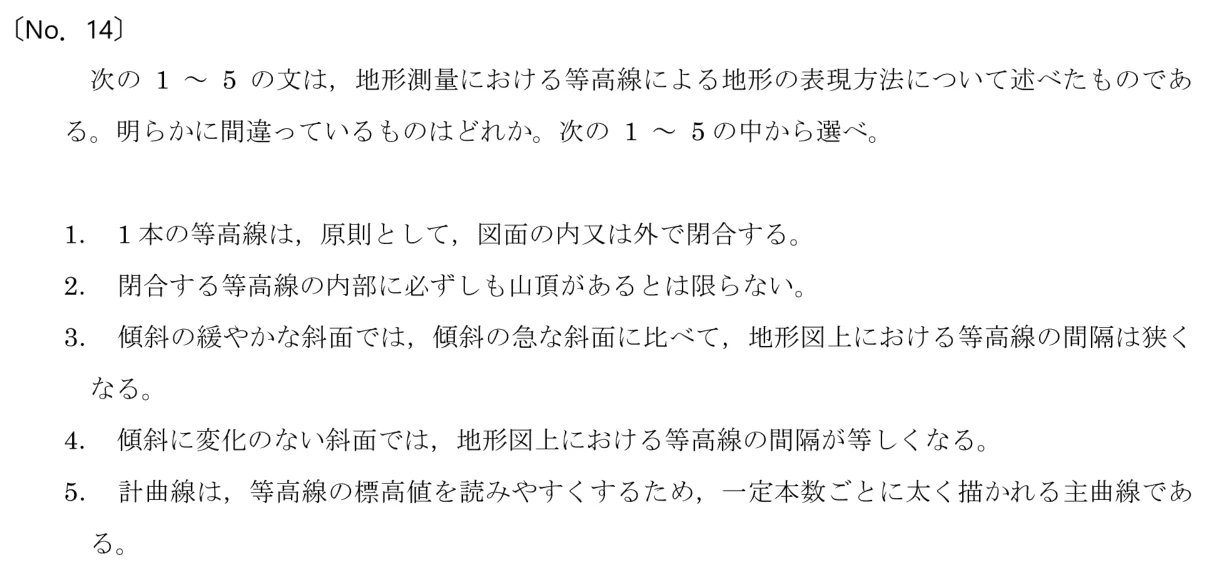 〔No. 14〕
次の 1 ～ 5 の文は，地形測量における等高線による地形の表現方法について述べたものであ
る。明らかに間違っているものはどれか。次の 1 ～ 5 の中から選べ。
1. 1 本の等高線は，原則として，図面の内又は外で閉合する。
2. 閉合する等高線の内部に必ずしも山頂があるとは限らない。
3. 傾斜の緩やかな斜面では，傾斜の急な斜面に比べて，地形図上における等高線の間隔は狭く
なる。
4. 傾斜に変化のない斜面では，地形図上における等高線の間隔が等しくなる。
5. 計曲線は，等高線の標高値を読みやすくするため，一定本数ごとに太く描かれる主曲線であ
る。